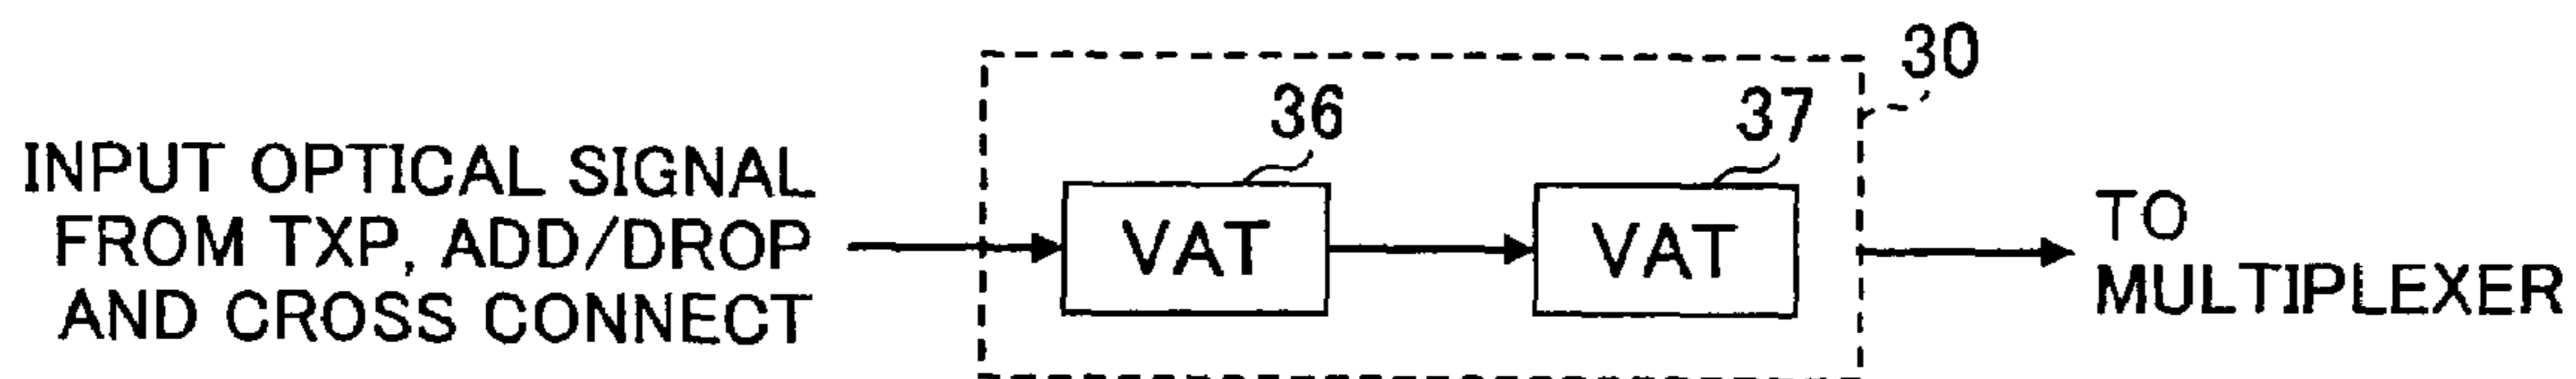 30
36
37
INPUT OPTICAL SIGNAL
FROM TXP, ADD/DROP
AND CROSS CONNECT
VAT
VAT
TO
MULTIPLEXER